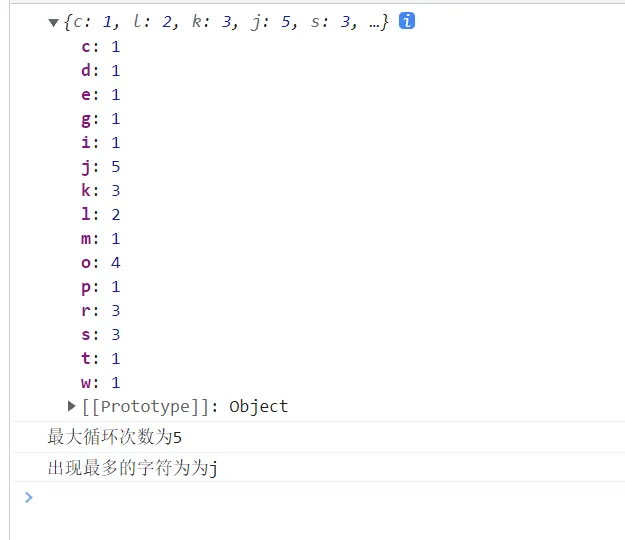 ▼{c: 1, l: 2, k: 3, j: 5, s: 3, …} i
c: 1
d: 1
e: 1
g: 1
i: 1
j: 5
k: 3
l: 2
m: 1
o: 4
p: 1
r: 3
s: 3
t: 1
w: 1
▶[[Prototype]]: Object
最大循环次数为5
出现最多的字符为为j
>